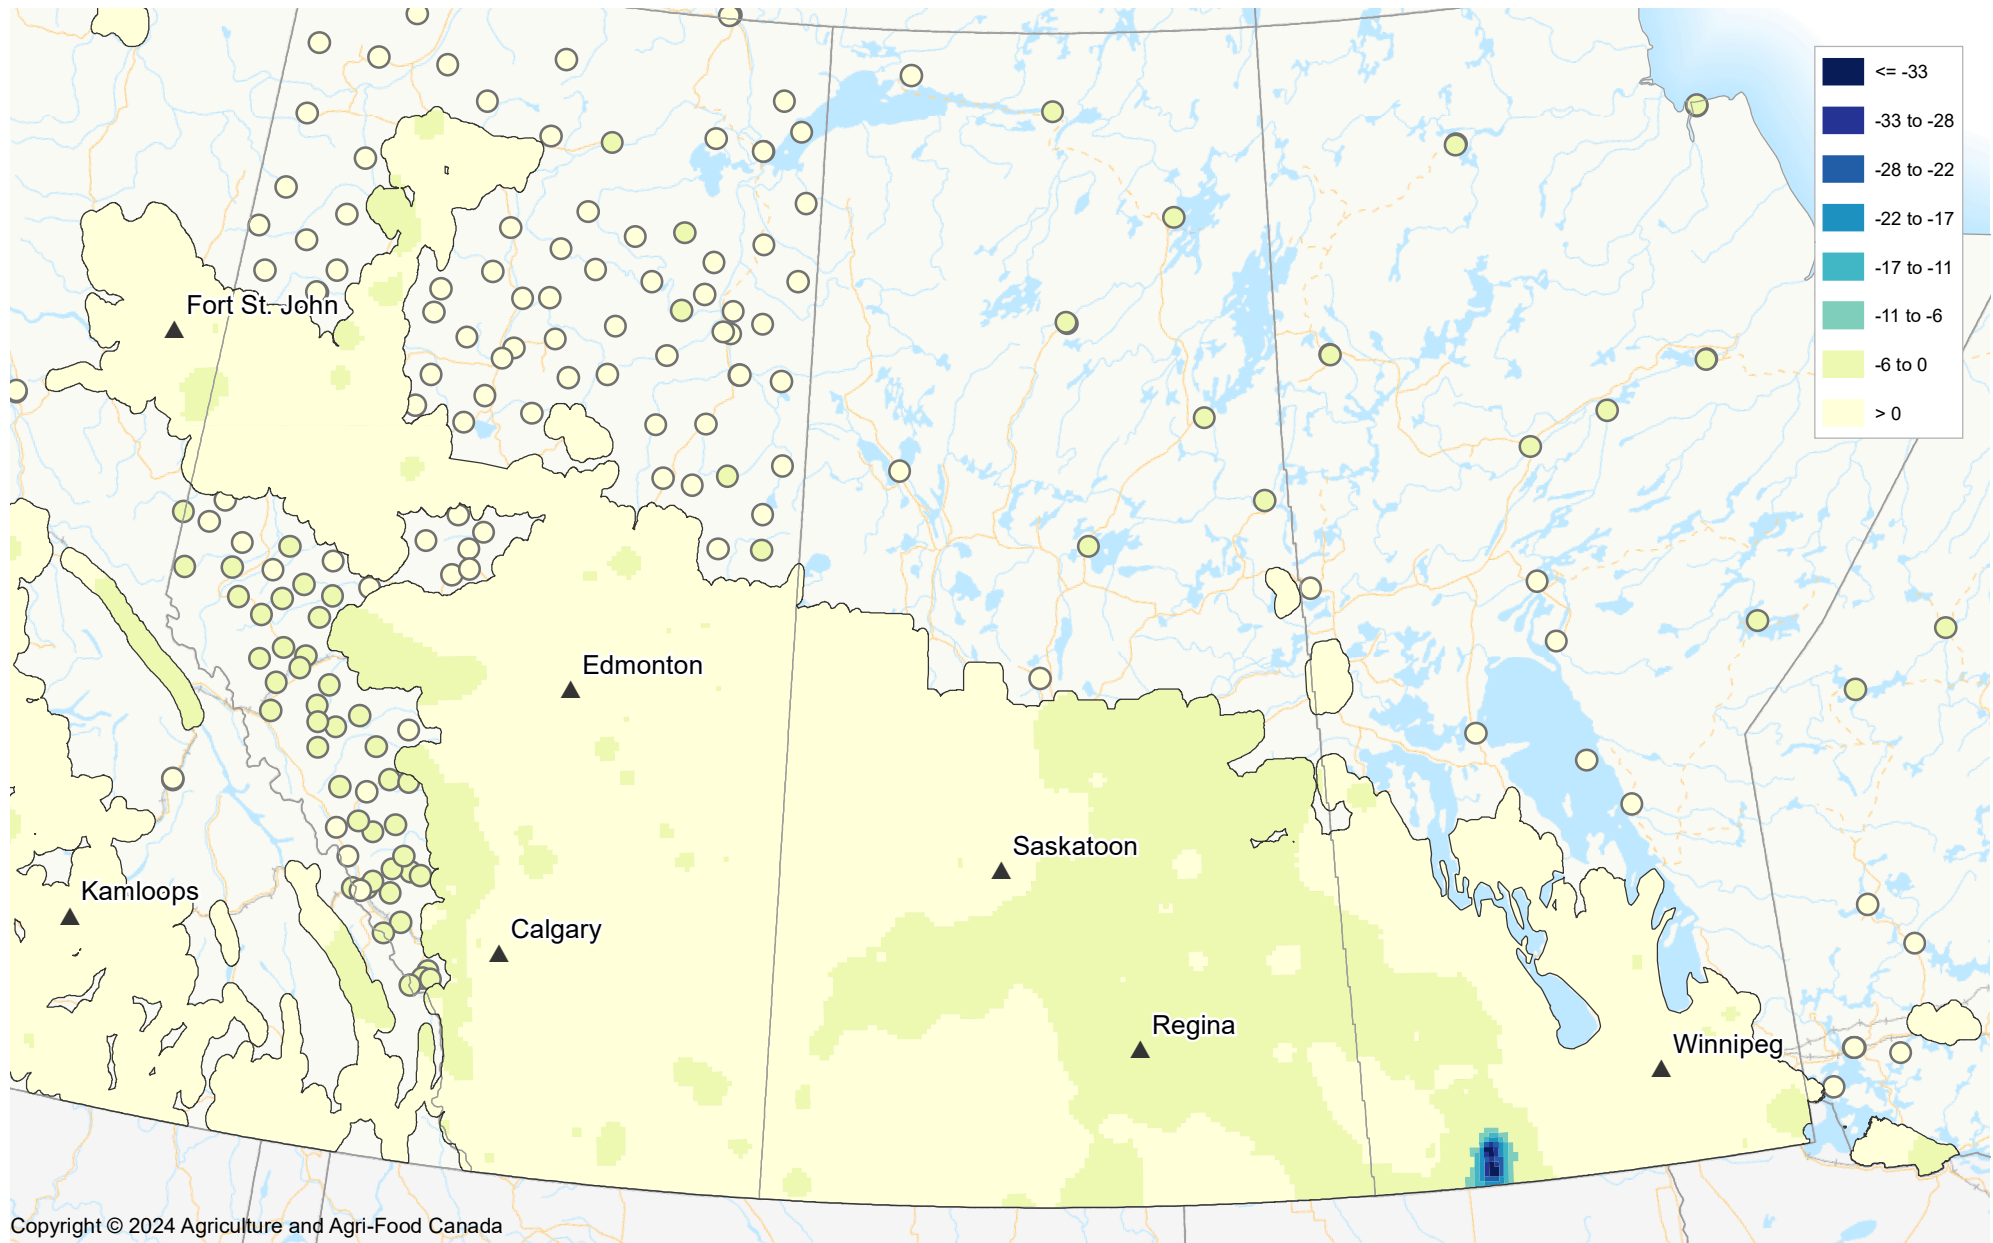 <= -33
-33 to -28
-28 to -22
-22 to -17
-17 to -11
-11 to -6
-6 to 0
> 0
Fort St. John
Edmonton
Saskatoon
Kamloops
Calgary
Regina
Winnipeg
Copyright © 2024 Agriculture and Agri-Food Canada